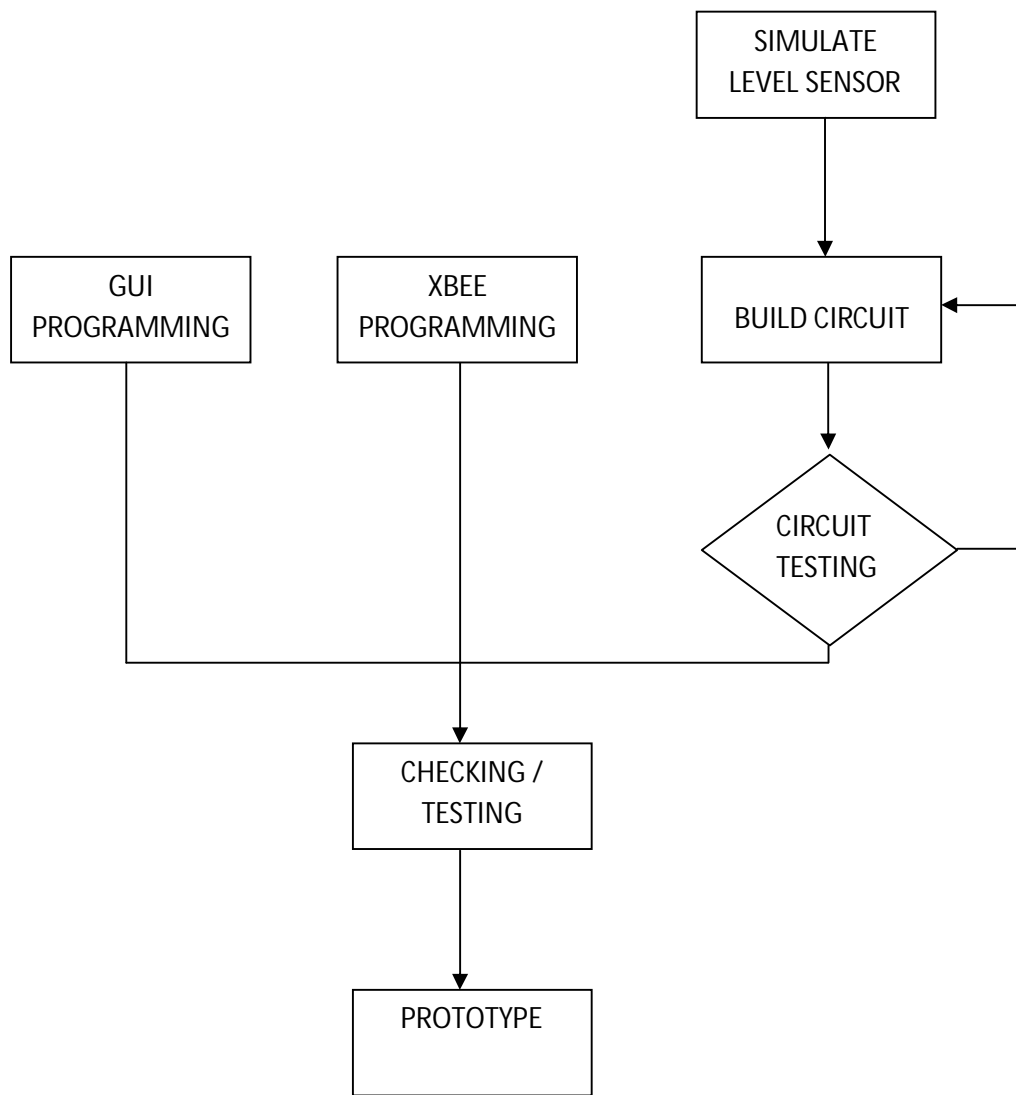 SIMULATE
LEVEL SENSOR
GUI
PROGRAMMING
XBEE
PROGRAMMING
BUILD CIRCUIT
CIRCUIT
TESTING
CHECKING /
TESTING
PROTOTYPE